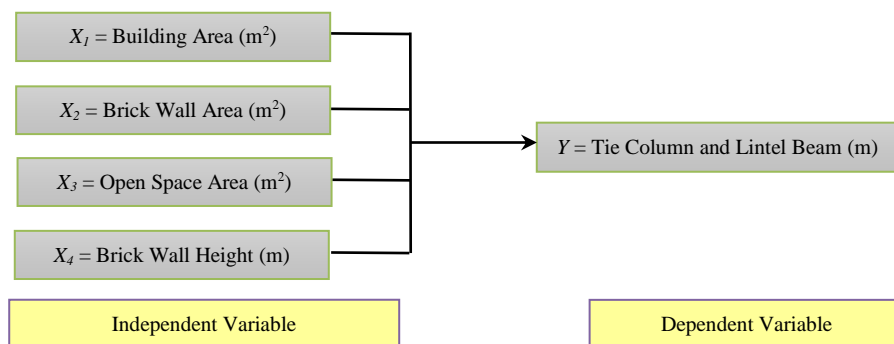 X₁ = Building Area (m²)
X₂ = Brick Wall Area (m²)
Y = Tie Column and Lintel Beam (m)
X₃ = Open Space Area (m²)
X₄ = Brick Wall Height (m)
Independent Variable
Dependent Variable